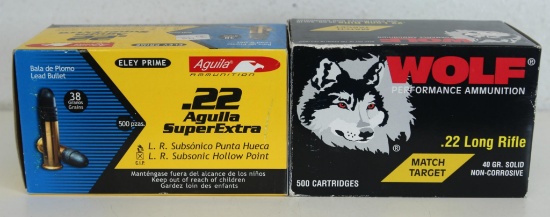 ELEY PRIME
Aguila
AMMUNITION
Bala de Plomo
Lead Bullet
38
Granos
Grains
500 pzas.
.22
Aguila
SuperExtra
L. R. Subsónico Punta Hueca
L. R. Subsonic Hollow Point
C.I.P.
Manténgase fuera del alcance de los niños
Keep out of reach of children
Gardez loin des enfants
WOLF®
PERFORMANCE AMMUNITION
®
.22 Long Rifle
MATCH
TARGET
40 GR. SOLID
NON-CORROSIVE
500 CARTRIDGES